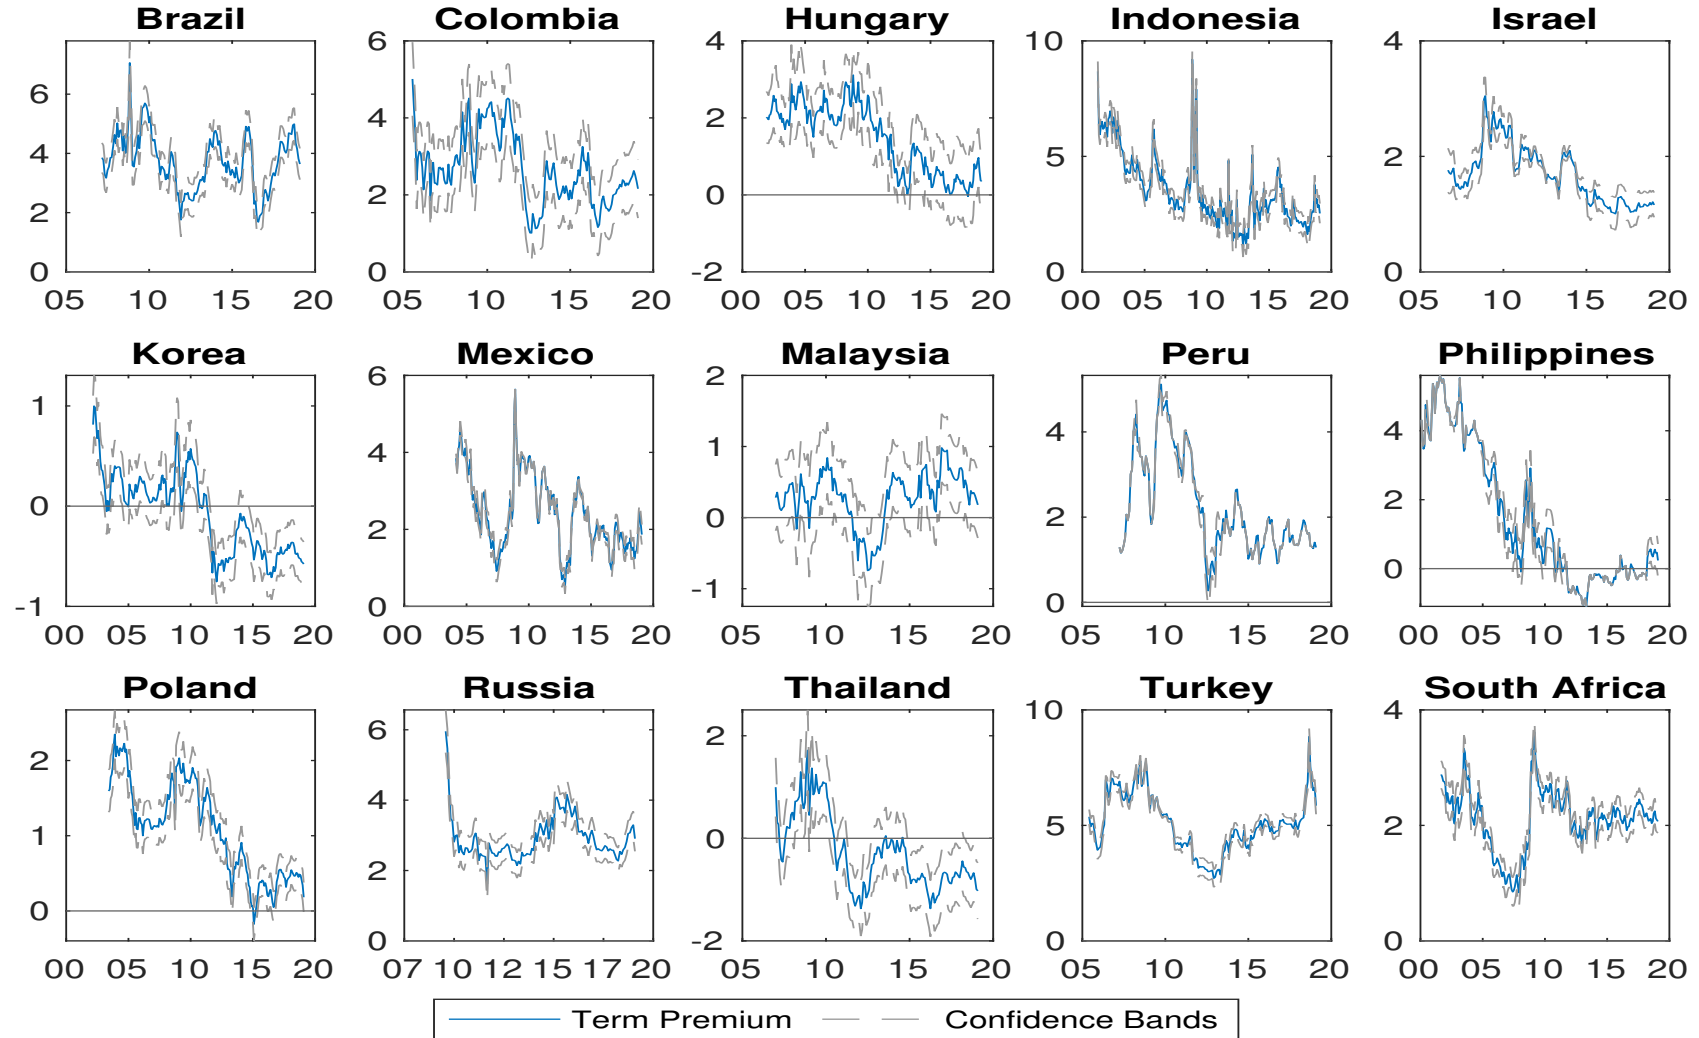 Brazil Colombia Hungary Indonesia Israel
6 4 2 0
05 10 15 20
6 4 2 0
05 10 15 20
4 2 0 -2
00 05 10 15 20
10 5 0
00 05 10 15 20
4 2 0
05 10 15 20
Korea Mexico Malaysia Peru Philippines
1 0 -1
00 05 10 15 20
6 4 2 0
00 05 10 15 20
2 1 0 -1
05 10 15 20
4 2 0
05 10 15 20
4 2 0
00 05 10 15 20
Poland Russia Thailand Turkey South Africa
2 1 0
00 05 10 15 20
6 4 2 0
07 10 12 15 17 20
2 0 -2
05 10 15 20
10 5 0
05 10 15 20
4 2 0
00 05 10 15 20
Term Premium Confidence Bands